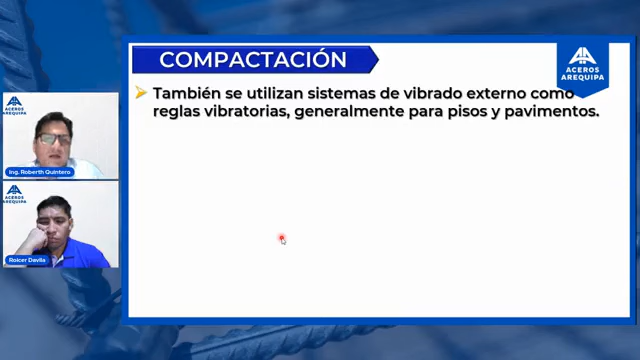 COMPACTACIÓN
ACEROS
AREQUIPA
También se utilizan sistemas de vibrado externo como
reglas vibratorias, generalmente para pisos y pavimentos.
ACEROS
AREQUIPA
Ing. Roberth Quintero
ACEROS
AREQUIPA
Roicer Davila